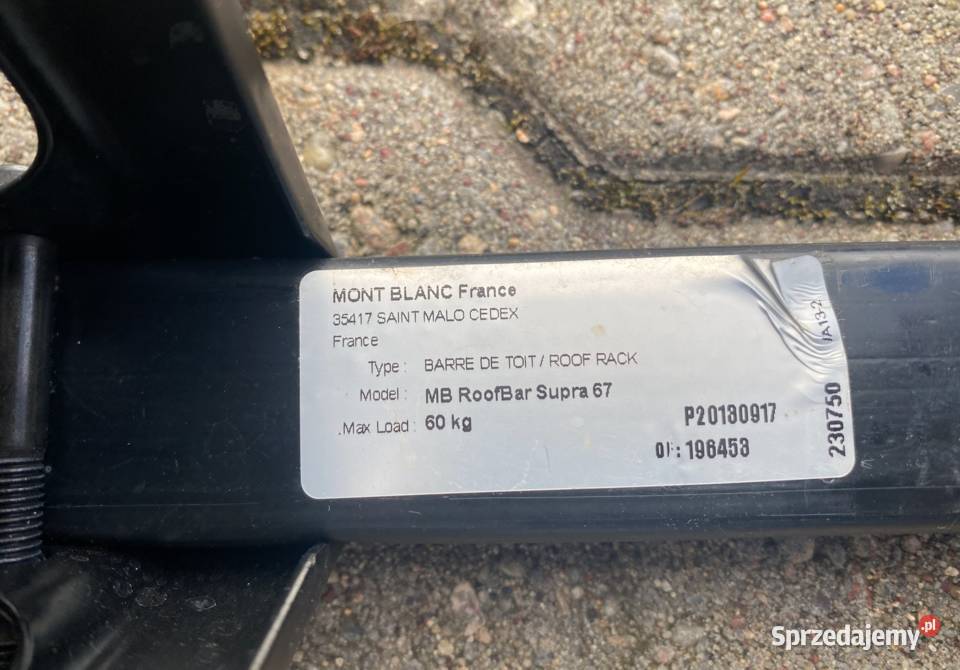 MONT BLANC France
35417 SAINT MALO CEDEX
France
Type : BARRE DE TOIT / ROOF RACK
Model : MB RoofBar Supra 67
Max Load : 60 kg
P20130917
OF: 196453
230750
Sprzedajemy.pl